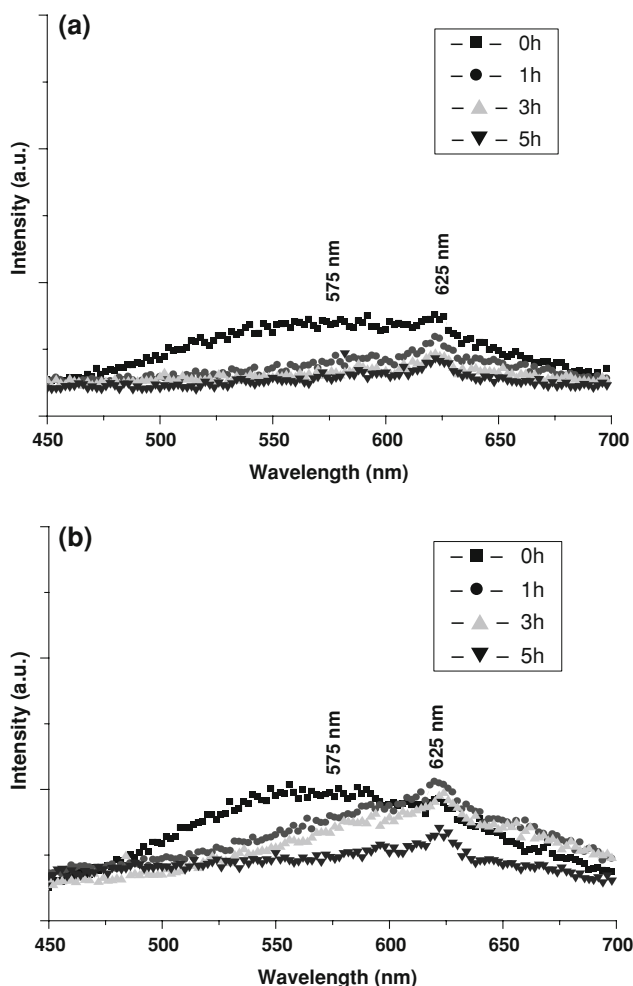 (a)
– ■ – 0h
– ● – 1h
– ▲ – 3h
– ▼ – 5h
Intensity (a.u.)
575 nm
625 nm
450 500 550 600 650 700
Wavelength (nm)
(b)
– ■ – 0h
– ● – 1h
– ▲ – 3h
– ▼ – 5h
Intensity (a.u.)
575 nm
625 nm
450 500 550 600 650 700
Wavelength (nm)